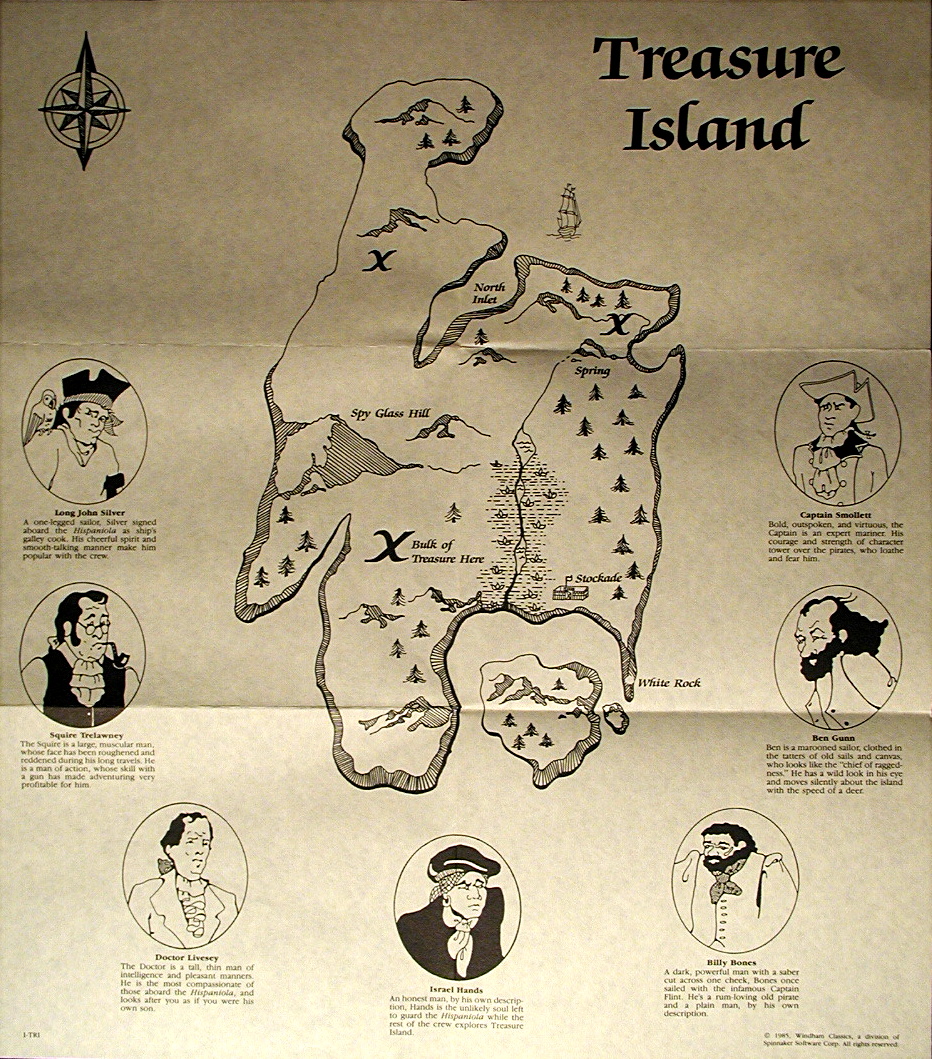 Treasure
Island
North
Inlet
X
X
Spring
Spy Glass Hill
X
Bulk of
Treasure Here
Stockade
White Rock
Long John Silver
A one-legged sailor, Silver signed
aboard the Hispaniola as ship's
galley cook. His cheerful spirit and
smooth-talking manner make him
popular with the crew.
Captain Smollett
Bold, outspoken, and virtuous, the
Captain is an expert mariner. His
courage and strength of character
tower over the pirates, who loathe
and fear him.
Squire Trelawney
The Squire is a large, muscular man,
whose face has been roughened and
reddened during his long travels. He
is a man of action, whose skill with
a gun has made adventuring very
profitable for him.
Ben Gunn
Ben is a marooned sailor, clothed in
the tatters of old sails and canvas,
who looks like the "chief of ragged-
ness." He has a wild look in his eye
and moves silently about the island
with the speed of a deer.
Doctor Livesey
The Doctor is a tall, thin man of
intelligence and pleasant manners.
He is the most compassionate of
those aboard the Hispaniola, and
looks after you as if you were his
own son.
Israel Hands
An honest man, by his own descrip-
tion, Hands is the unlikely soul left
to guard the Hispaniola while the
rest of the crew explores Treasure
Island.
Billy Bones
A dark, powerful man with a saber
cut across one cheek, Bones once
sailed with the infamous Captain
Flint. He's a rum-loving old pirate
and a plain man, by his own
description.
I-TRI
© 1985, Windham Classics, a division of
Spinnaker Software Corp. All rights reserved.